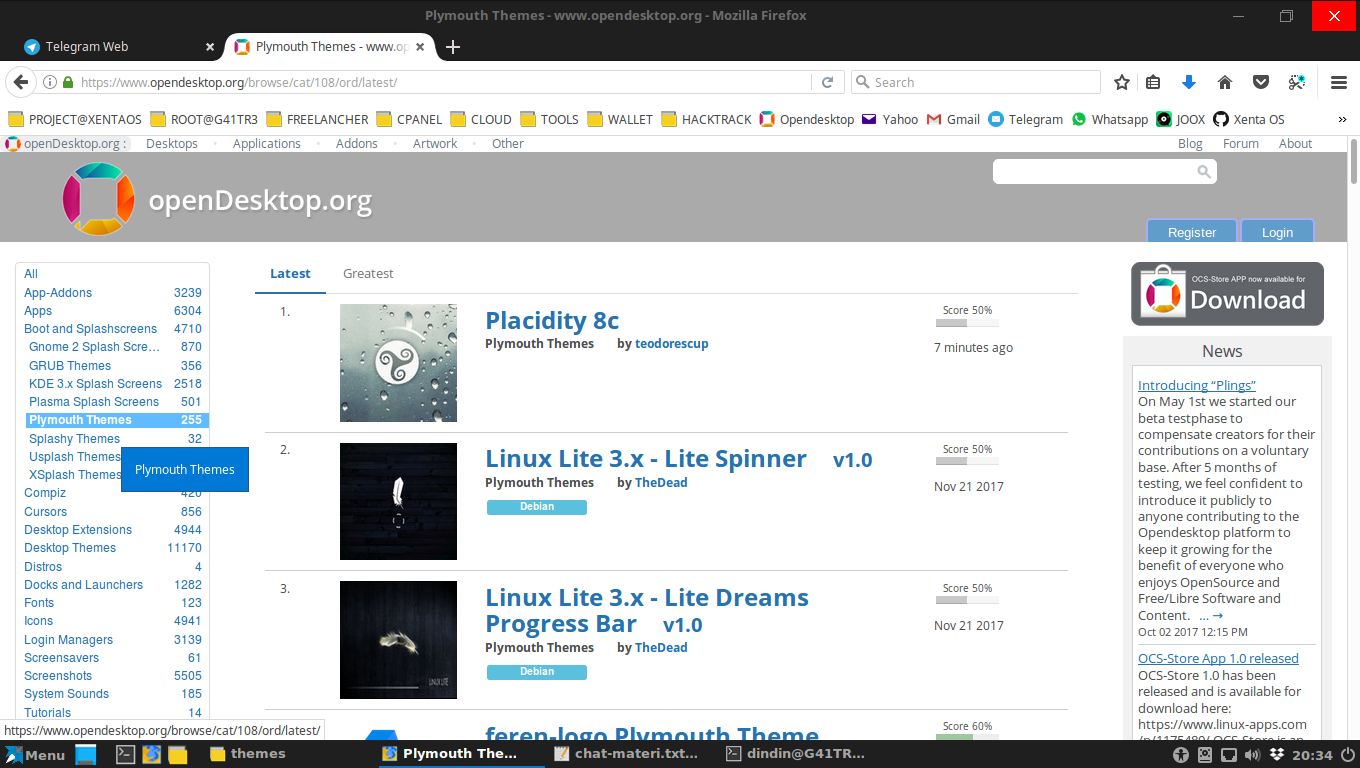 Plymouth Themes - www.opendesktop.org - Mozilla Firefox
Telegram Web
Plymouth Themes - www.op
https://www.opendesktop.org/browse/cat/108/ord/latest/
Search
PROJECT@XENTAOS ROOT@G41TR3 FREELANCHER CPANEL CLOUD TOOLS WALLET HACKTRACK Opendesktop Yahoo Gmail Telegram Whatsapp JOOX Xenta OS »
openDesktop.org : Desktops Applications Addons Artwork Other Blog Forum About
openDesktop.org
Register Login
All
App-Addons 3239
Apps 6304
Boot and Splashscreens 4710
Gnome 2 Splash Scre... 870
GRUB Themes 356
KDE 3.x Splash Screens 2518
Plasma Splash Screens 501
Plymouth Themes 255
Splashy Themes 32
Usplash Themes
XSplash Themes
Plymouth Themes
Compiz 420
Cursors 856
Desktop Extensions 4944
Desktop Themes 11170
Distros 4
Docks and Launchers 1282
Fonts 123
Icons 4941
Login Managers 3139
Screensavers 61
Screenshots 5505
System Sounds 185
Tutorials 14
https://www.opendesktop.org/browse/cat/108/ord/latest/
Latest Greatest
1.
Placidity 8c
Plymouth Themes by teodorescup
Score 50%
7 minutes ago
2.
Linux Lite 3.x - Lite Spinner v1.0
Plymouth Themes by TheDead
Debian
Score 50%
Nov 21 2017
3.
LINUX LITE
Linux Lite 3.x - Lite Dreams
Progress Bar v1.0
Plymouth Themes by TheDead
Debian
Score 50%
Nov 21 2017
feren-logo Plymouth Theme
Score 60%
OCS-Store APP now available for
Download
News
Introducing “Plings”
On May 1st we started our
beta testphase to
compensate creators for their
contributions on a voluntary
base. After 5 months of
testing, we feel confident to
introduce it publicly to
anyone contributing to the
Opendesktop platform to
keep it growing for the
benefit of everyone who
enjoys OpenSource and
Free/Libre Software and
Content. ... →
Oct 02 2017 12:15 PM
OCS-Store App 1.0 released
OCS-Store 1.0 has been
released and is available for
download here:
https://www.linux-apps.com
/p/1175480/ OCS-Store is an
Menu
themes
Plymouth The...
chat-materi.txt...
dindin@G41TR...
20:34